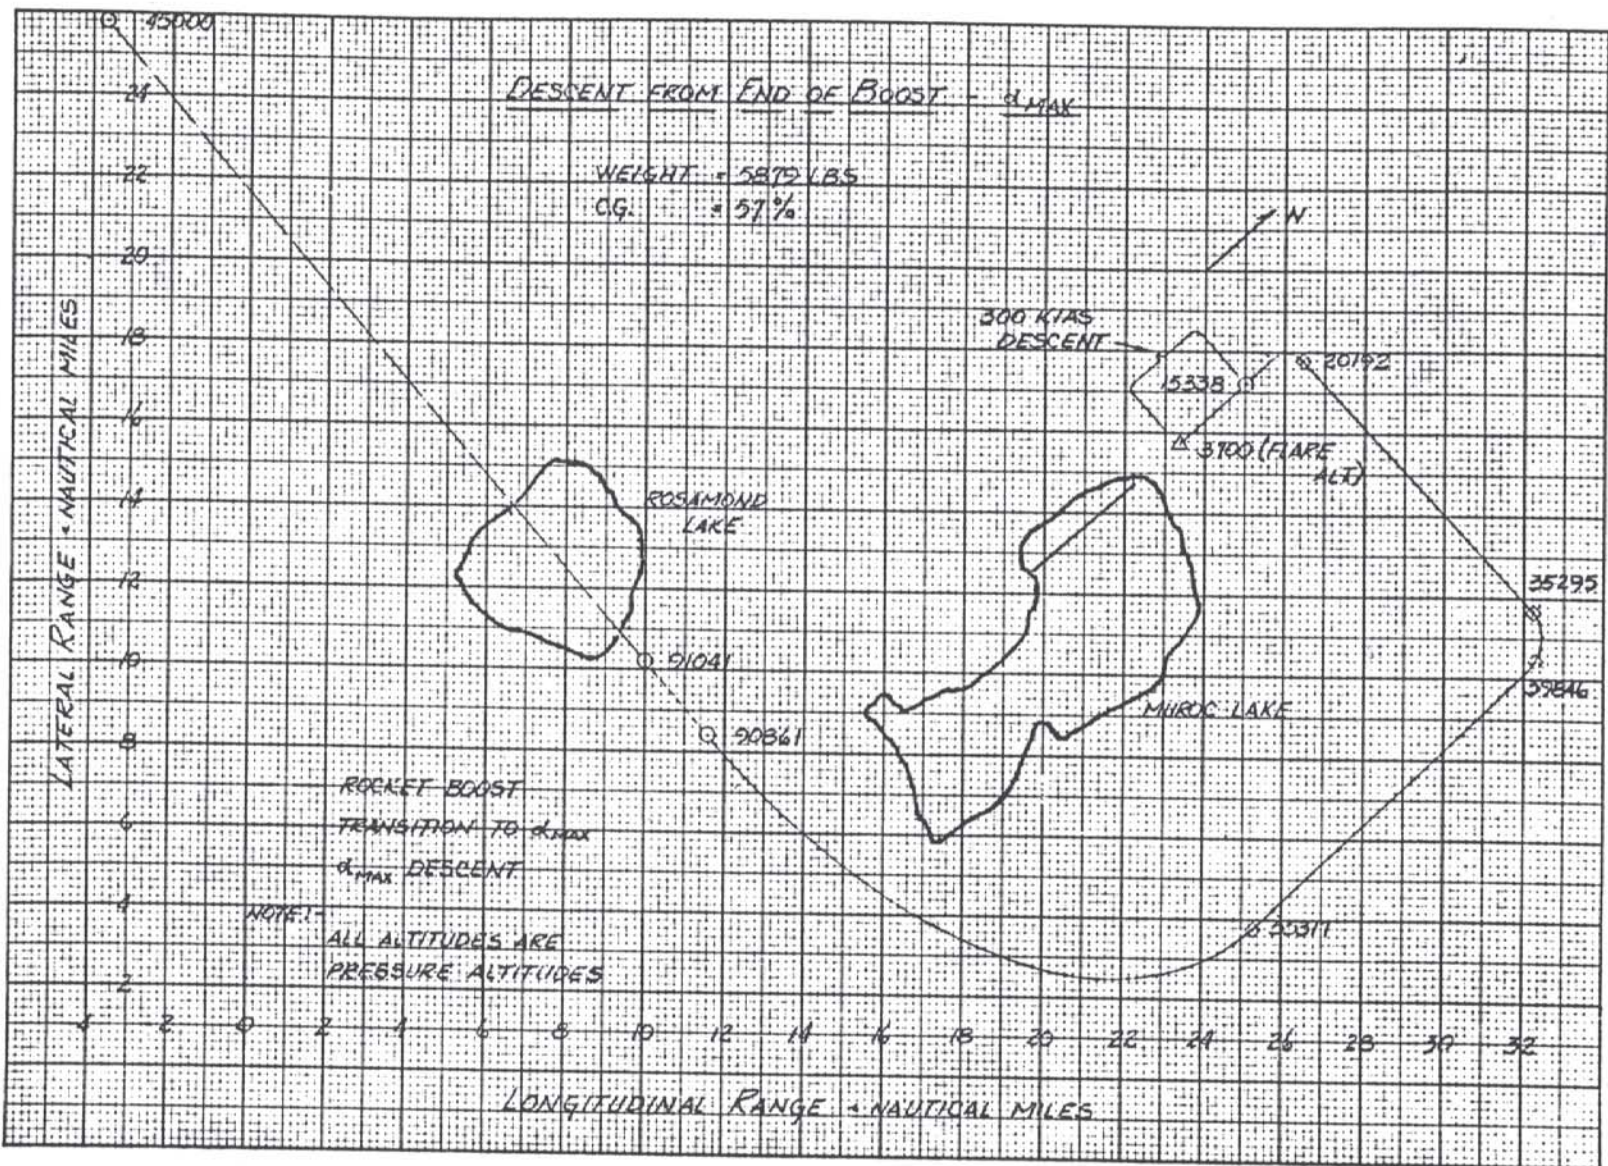 45000
DESCENT FROM END OF BOOST - αMAX
WEIGHT = 5879 LBS
C.G. = 57%
N
300 KIAS
DESCENT
15338
20192
3700 (FLARE
ALT)
ROSAMOND
LAKE
35295
39846
91041
MUROC LAKE
90861
ROCKET BOOST
TRANSITION TO αMAX
αMAX DESCENT
NOTE:-
ALL ALTITUDES ARE
PRESSURE ALTITUDES
LATERAL RANGE ~ NAUTICAL MILES
24
22
20
18
16
14
12
10
8
6
4
2
4 2 0 2 4 6 8 10 12 14 16 18 20 22 24 26 28 30 32
LONGITUDINAL RANGE ~ NAUTICAL MILES